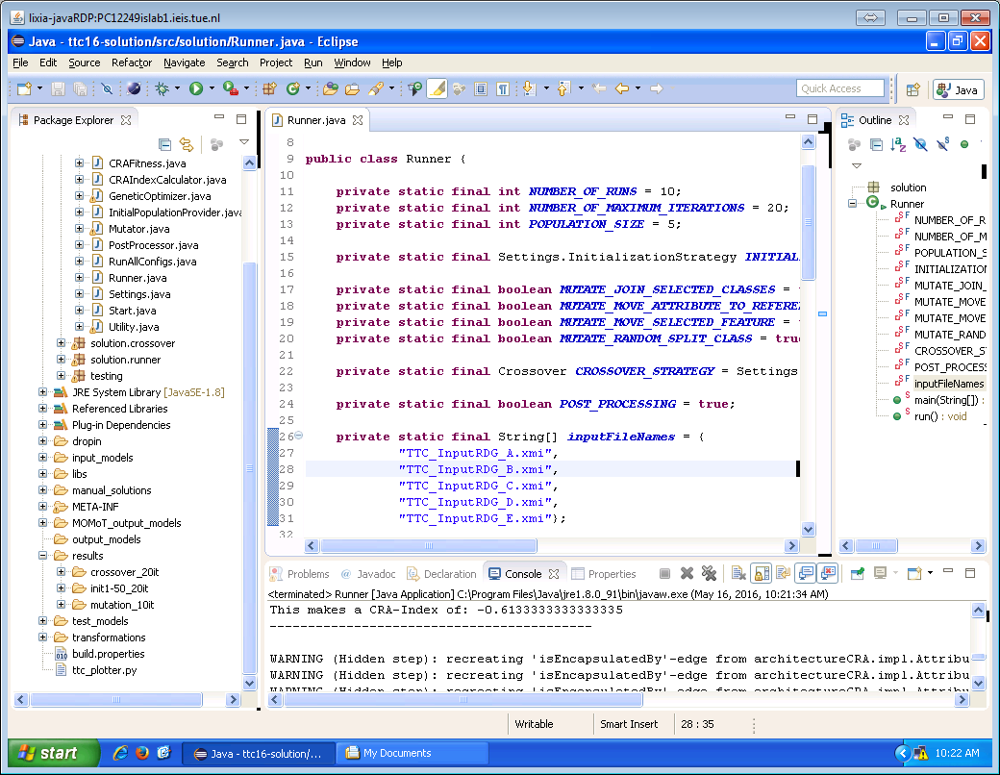 lixia-javaRDP:PC12249islab1.ieis.tue.nl
Java - ttc16-solution/src/solution/Runner.java - Eclipse
File Edit Source Refactor Navigate Search Project Run Window Help
Quick Access Java
Package Explorer
CRAFitness.java
CRAIndexCalculator.java
GeneticOptimizer.java
InitialPopulationProvider.java
Mutator.java
PostProcessor.java
RunAllConfigs.java
Runner.java
Settings.java
Start.java
Utility.java
solution.crossover
solution.runner
testing
JRE System Library [JavaSE-1.8]
Referenced Libraries
Plug-in Dependencies
dropin
input_models
libs
manual_solutions
META-INF
MOMoT_output_models
output_models
results
crossover_20it
init1-50_20it
mutation_10it
test_models
transformations
build.properties
ttc_plotter.py
Runner.java
8
9 public class Runner {
10
11 private static final int NUMBER_OF_RUNS = 10;
12 private static final int NUMBER_OF_MAXIMUM_ITERATIONS = 20;
13 private static final int POPULATION_SIZE = 5;
14
15 private static final Settings.InitializationStrategy INITIAL
16
17 private static final boolean MUTATE_JOIN_SELECTED_CLASSES =
18 private static final boolean MUTATE_MOVE_ATTRIBUTE_TO_REFERE
19 private static final boolean MUTATE_MOVE_SELECTED_FEATURE =
20 private static final boolean MUTATE_RANDOM_SPLIT_CLASS = true
21
22 private static final Crossover CROSSOVER_STRATEGY = Settings
23
24 private static final boolean POST_PROCESSING = true;
25
26 private static final String[] inputFileNames = {
27 "TTC_InputRDG_A.xmi",
28 "TTC_InputRDG_B.xmi",
29 "TTC_InputRDG_C.xmi",
30 "TTC_InputRDG_D.xmi",
31 "TTC_InputRDG_E.xmi"};
32
Outline
solution
Runner
NUMBER_OF_R
NUMBER_OF_M
POPULATION_S
INITIALIZATION
MUTATE_JOIN_
MUTATE_MOVE
MUTATE_MOVE
MUTATE_RAND
CROSSOVER_ST
POST_PROCESS
inputFileNames
main(String[]) :
run() : void
Problems Javadoc Declaration Console Properties
<terminated> Runner [Java Application] C:\Program Files\Java\jre1.8.0_91\bin\javaw.exe (May 16, 2016, 10:21:34 AM)
This makes a CRA-Index of: -0.6133333333333335
------------------------------------------
WARNING (Hidden step): recreating 'isEncapsulatedBy'-edge from architectureCRA.impl.Attribu
WARNING (Hidden step): recreating 'isEncapsulatedBy'-edge from architectureCRA.impl.Attribu
WARNING (Hidden step): recreating 'isEncapsulatedBy'-edge from architectureCRA.impl.Attribu
Writable Smart Insert 28 : 35
start Java - ttc16-solution/... My Documents 10:22 AM